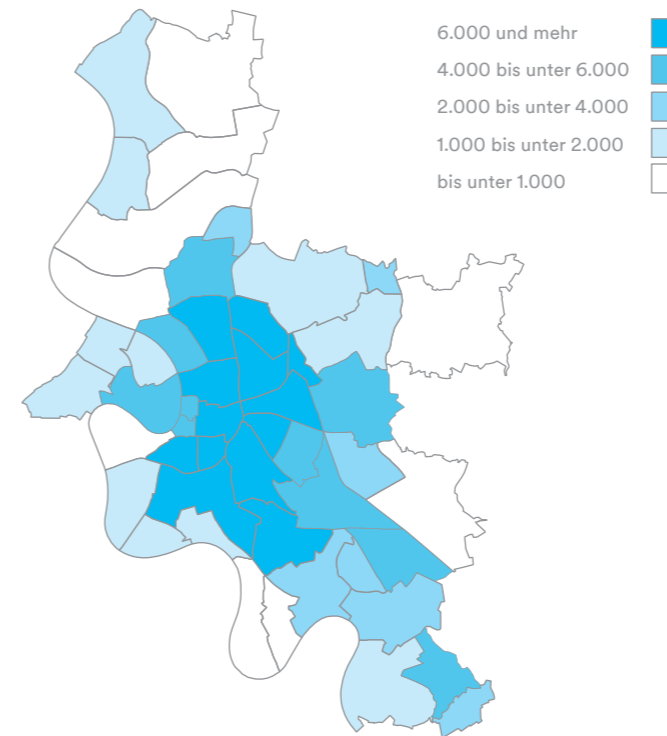 6.000 und mehr
4.000 bis unter 6.000
2.000 bis unter 4.000
1.000 bis unter 2.000
bis unter 1.000